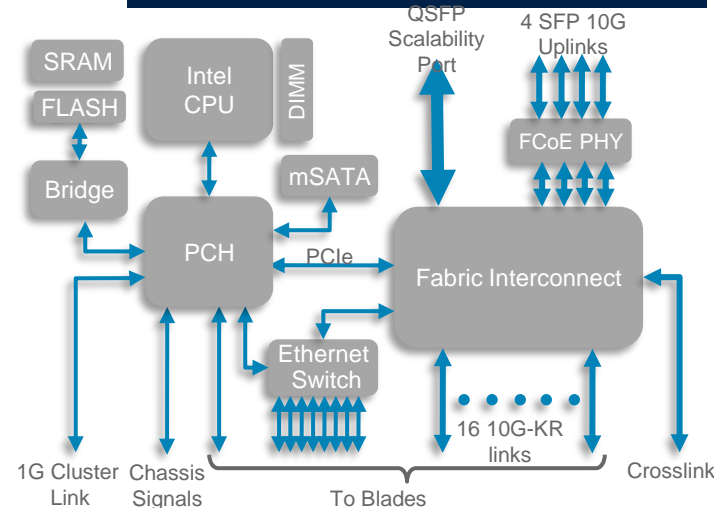 QSFP
Scalability
Port
4 SFP 10G
Uplinks
SRAM
Intel
CPU
DIMM
FLASH
FCoE PHY
mSATA
Bridge
PCH
PCIe
Fabric Interconnect
Ethernet
Switch
16 10G-KR
links
1G Cluster
Link
Chassis
Signals
To Blades
Crosslink